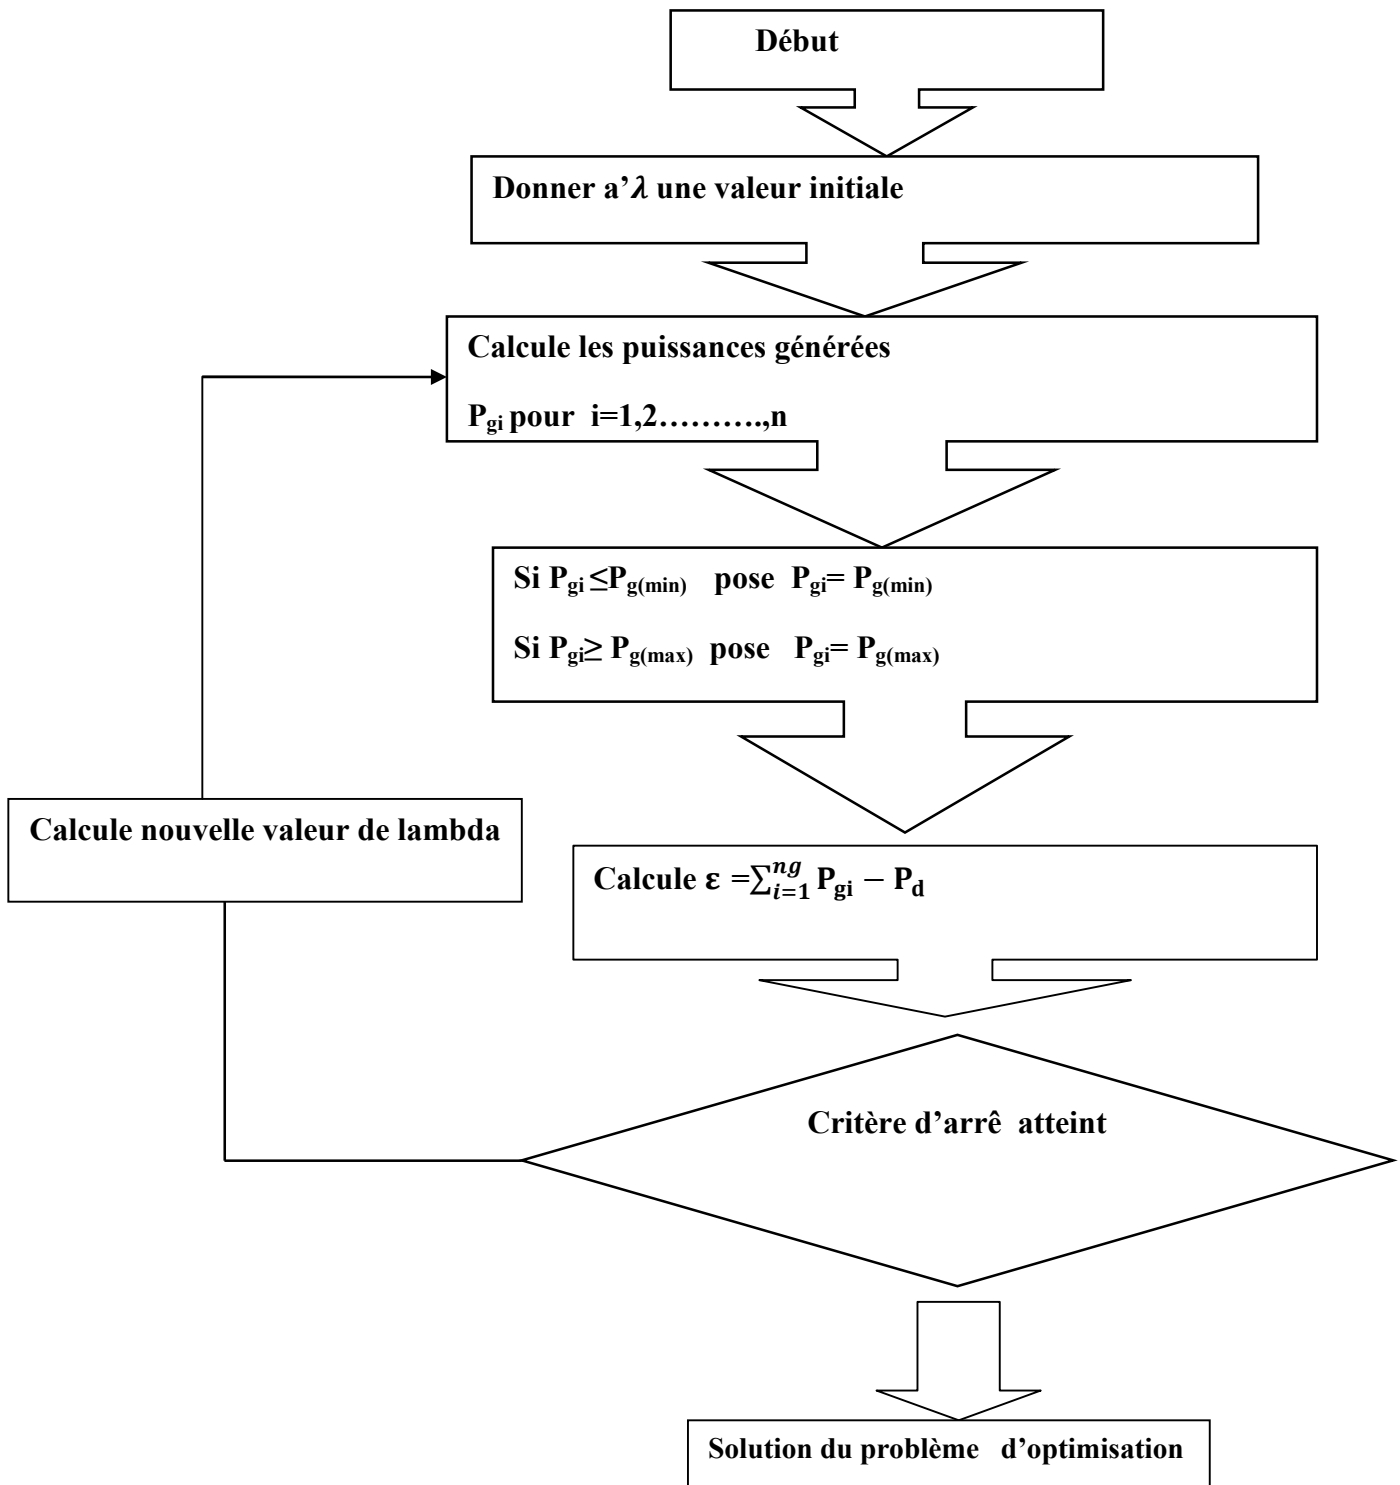 Début
Donner a’λ une valeur initiale
Calcule les puissances générées
Pgi pour i=1,2……….,n
Si Pgi ≤Pg(min) pose Pgi= Pg(min)
Si Pgi≥ Pg(max) pose Pgi= Pg(max)
Calcule nouvelle valeur de lambda
Calcule ε =∑_{i=1}^{ng} Pgi − Pd
Critère d’arrê atteint
Solution du problème d’optimisation